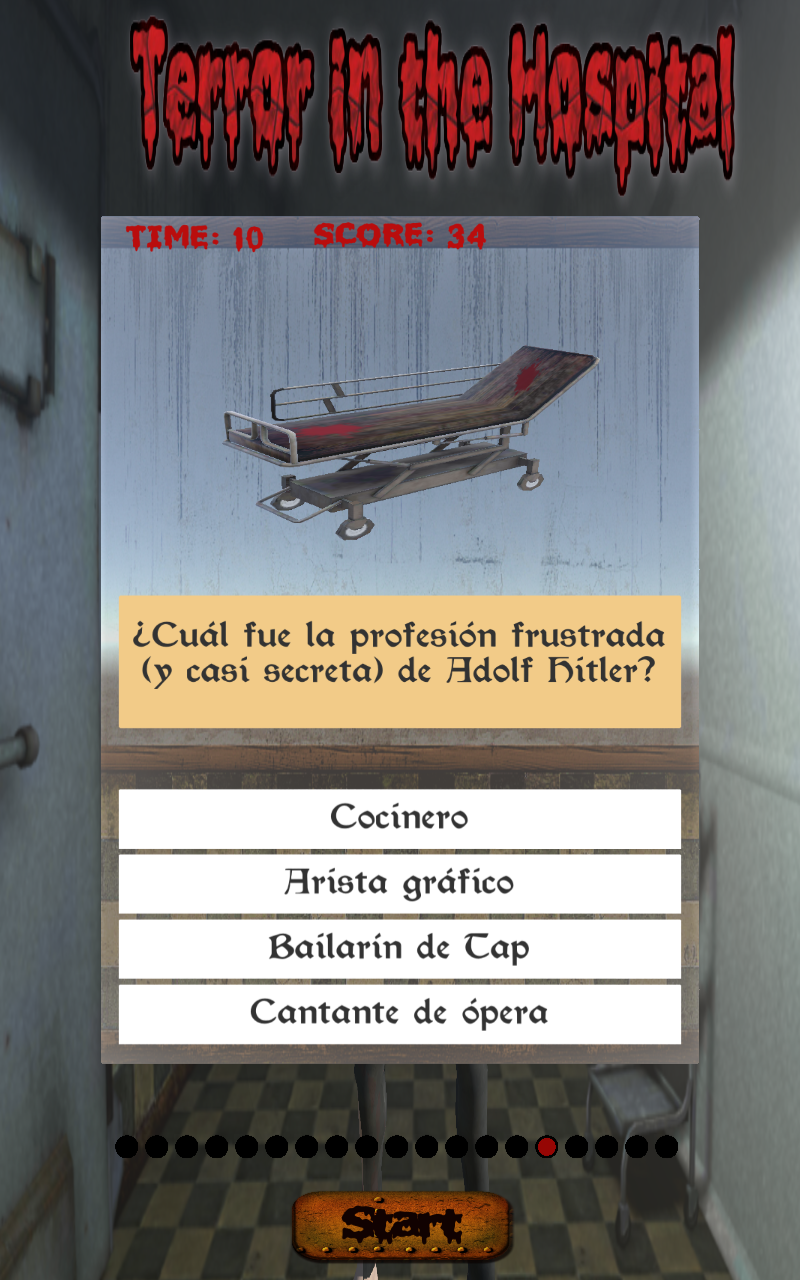 Terror in the Hospital
TIME: 10 SCORE: 34
¿Cuál fue la profesión frustrada
(y casi secreta) de Adolf Hitler?
Cocinero
Arista gráfico
Bailarín de Tap
Cantante de ópera
Start